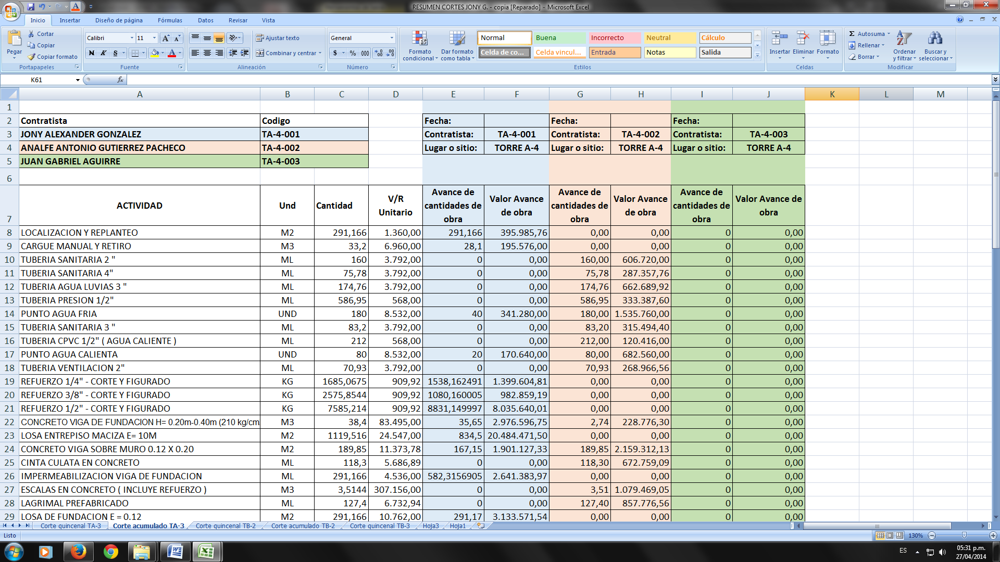 RESUMEN CORTES JONY G. - copia [Reparado] - Microsoft Excel
Inicio Insertar Diseño de página Fórmulas Datos Revisar Vista
Pegar Cortar Copiar Copiar formato Portapapeles
Calibri 11 N K S Fuente
Ajustar texto Combinar y centrar Alineación
General $ % 000 Número
Formato condicional Dar formato como tabla
Normal Buena Incorrecto Neutral Cálculo
Celda de co... Celda vincul... Entrada Notas Salida
Estilos
Insertar Eliminar Formato Celdas
Σ Autosuma Rellenar Borrar Ordenar y filtrar Buscar y seleccionar Modificar
K61 fx
A B C D E F G H I J K L M
1
2 Contratista Codigo Fecha: Fecha: Fecha:
3 JONY ALEXANDER GONZALEZ TA-4-001 Contratista: TA-4-001 Contratista: TA-4-002 Contratista: TA-4-003
4 ANALFE ANTONIO GUTIERREZ PACHECO TA-4-002 Lugar o sitio: TORRE A-4 Lugar o sitio: TORRE A-4 Lugar o sitio: TORRE A-4
5 JUAN GABRIEL AGUIRRE TA-4-003
6
7 ACTIVIDAD Und Cantidad V/R Unitario Avance de cantidades de obra Valor Avance de obra Avance de cantidades de obra Valor Avance de obra Avance de cantidades de obra Valor Avance de obra
8 LOCALIZACION Y REPLANTEO M2 291,166 1.360,00 291,166 395.985,76 0,00 0,00 0 0,00
9 CARGUE MANUAL Y RETIRO M3 33,2 6.960,00 28,1 195.576,00 0,00 0,00 0 0,00
10 TUBERIA SANITARIA 2 " ML 160 3.792,00 0 0,00 160,00 606.720,00 0 0,00
11 TUBERIA SANITARIA 4" ML 75,78 3.792,00 0 0,00 75,78 287.357,76 0 0,00
12 TUBERIA AGUA LUVIAS 3 " ML 174,76 3.792,00 0 0,00 174,76 662.689,92 0 0,00
13 TUBERIA PRESION 1/2" ML 586,95 568,00 0 0,00 586,95 333.387,60 0 0,00
14 PUNTO AGUA FRIA UND 180 8.532,00 40 341.280,00 180,00 1.535.760,00 0 0,00
15 TUBERIA SANITARIA 3 " ML 83,2 3.792,00 0 0,00 83,20 315.494,40 0 0,00
16 TUBERIA CPVC 1/2" ( AGUA CALIENTE ) ML 212 568,00 0 0,00 212,00 120.416,00 0 0,00
17 PUNTO AGUA CALIENTA UND 80 8.532,00 20 170.640,00 80,00 682.560,00 0 0,00
18 TUBERIA VENTILACION 2" ML 70,93 3.792,00 0 0,00 70,93 268.966,56 0 0,00
19 REFUERZO 1/4" - CORTE Y FIGURADO KG 1685,0675 909,92 1538,162491 1.399.604,81 0,00 0,00 0 0,00
20 REFUERZO 3/8" - CORTE Y FIGURADO KG 2575,8544 909,92 1080,160005 982.859,19 0,00 0,00 0 0,00
21 REFUERZO 1/2" - CORTE Y FIGURADO KG 7585,214 909,92 8831,149997 8.035.640,01 0,00 0,00 0 0,00
22 CONCRETO VIGA DE FUNDACION H= 0.20m-0.40m (210 kg/cm M3 38,4 83.495,00 35,65 2.976.596,75 2,74 228.776,30 0 0,00
23 LOSA ENTREPISO MACIZA E= 10M M2 1119,516 24.547,00 834,5 20.484.471,50 0,00 0,00 0 0,00
24 CONCRETO VIGA SOBRE MURO 0.12 X 0.20 M2 189,85 11.373,78 167,15 1.901.127,33 189,85 2.159.312,13 0 0,00
25 CINTA CULATA EN CONCRETO ML 118,3 5.686,89 0 0,00 118,30 672.759,09 0 0,00
26 IMPERMEABILIZACION VIGA DE FUNDACION ML 291,166 4.536,00 582,3156905 2.641.383,97 0,00 0,00 0 0,00
27 ESCALAS EN CONCRETO ( INCLUYE REFUERZO ) M3 3,5144 307.156,00 0 0,00 3,51 1.079.469,05 0 0,00
28 LAGRIMAL PREFABRICADO ML 127,4 6.732,94 0 0,00 127,40 857.776,56 0 0,00
29 LOSA DE FUNDACION E = 0.12 M2 291,166 10.762,00 291,17 3.133.571,54 0,00 0,00 0 0,00
Corte quincenal TA-3 Corte acumulado TA-3 Corte quincenal TB-2 Corte acumulado TB-2 Corte quincenal TB-3 Hoja3 Hoja1
Listo 130%
ES 05:31 p.m.
27/04/2014